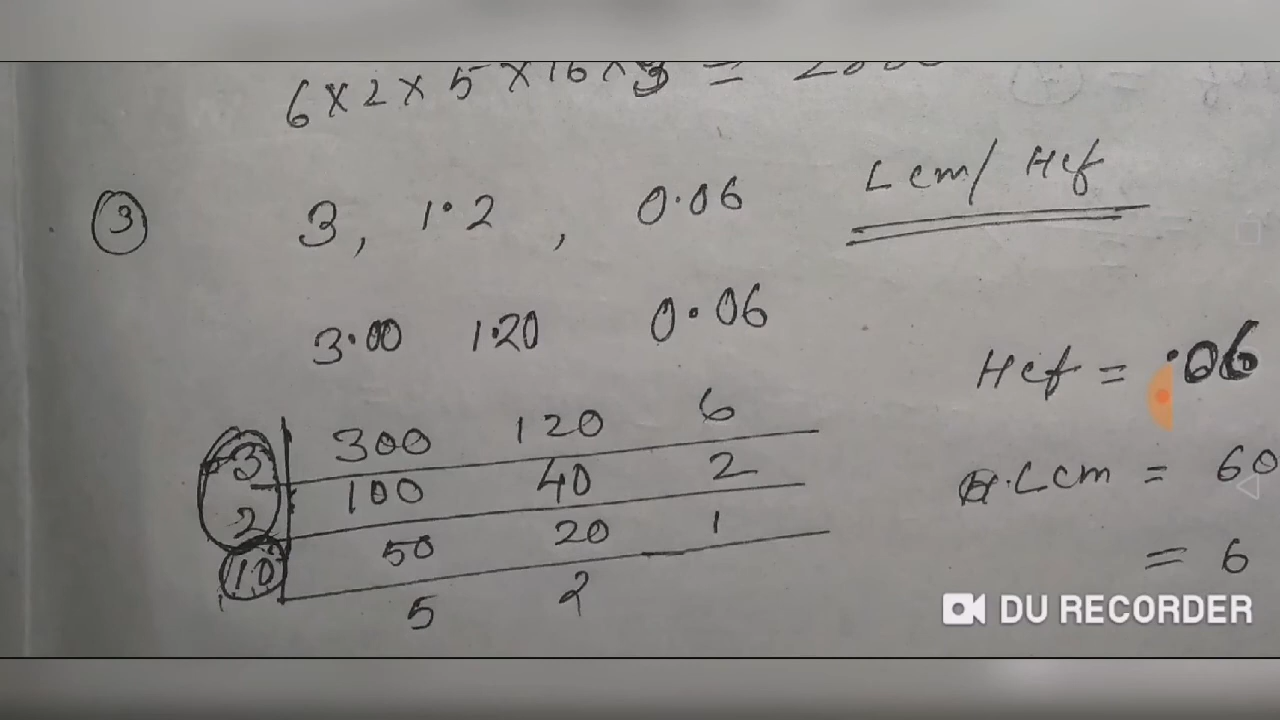 6 × 2 × 5 × 16 × 3 =
③ 3, 1.2, 0.06 Lcm/Hcf
3.00 1.20 0.06
Hcf = .06
3 | 300 120 6
2 | 100 40 2
Lcm = 60
10 | 50 20 1
= 6
5 2
DU RECORDER